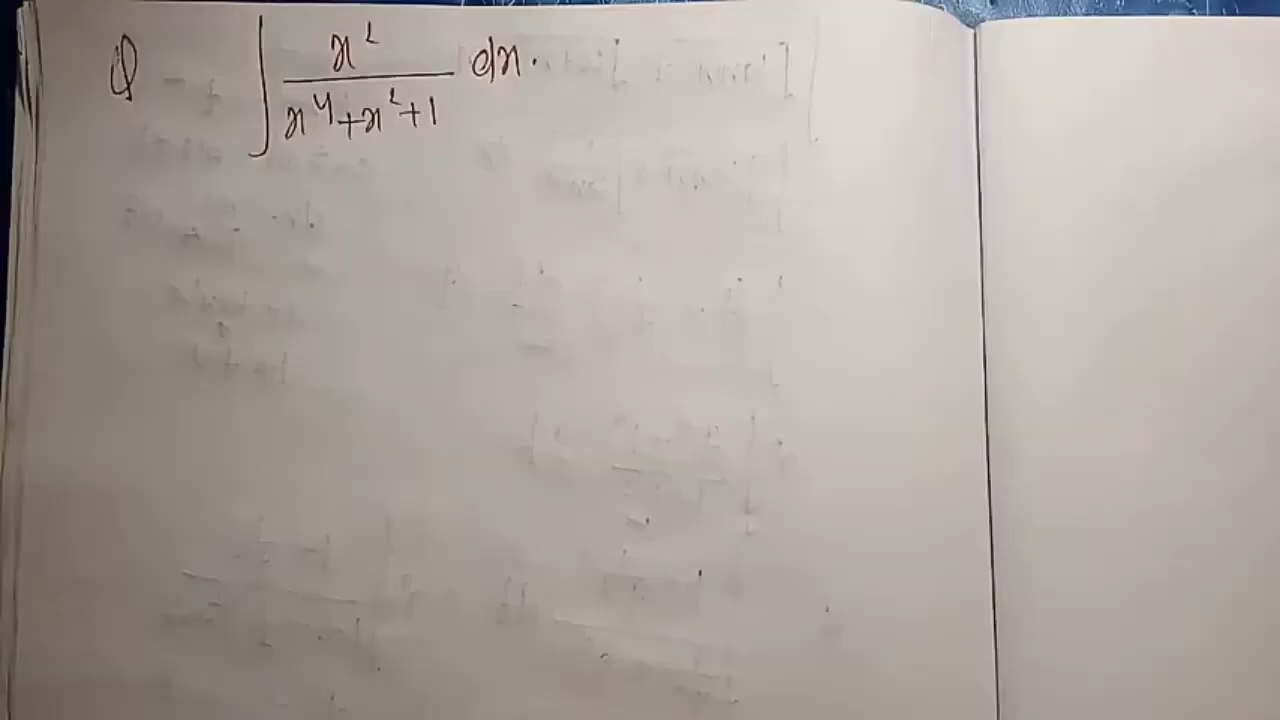 Q ∫ x² / (x⁴+x²+1) dx.